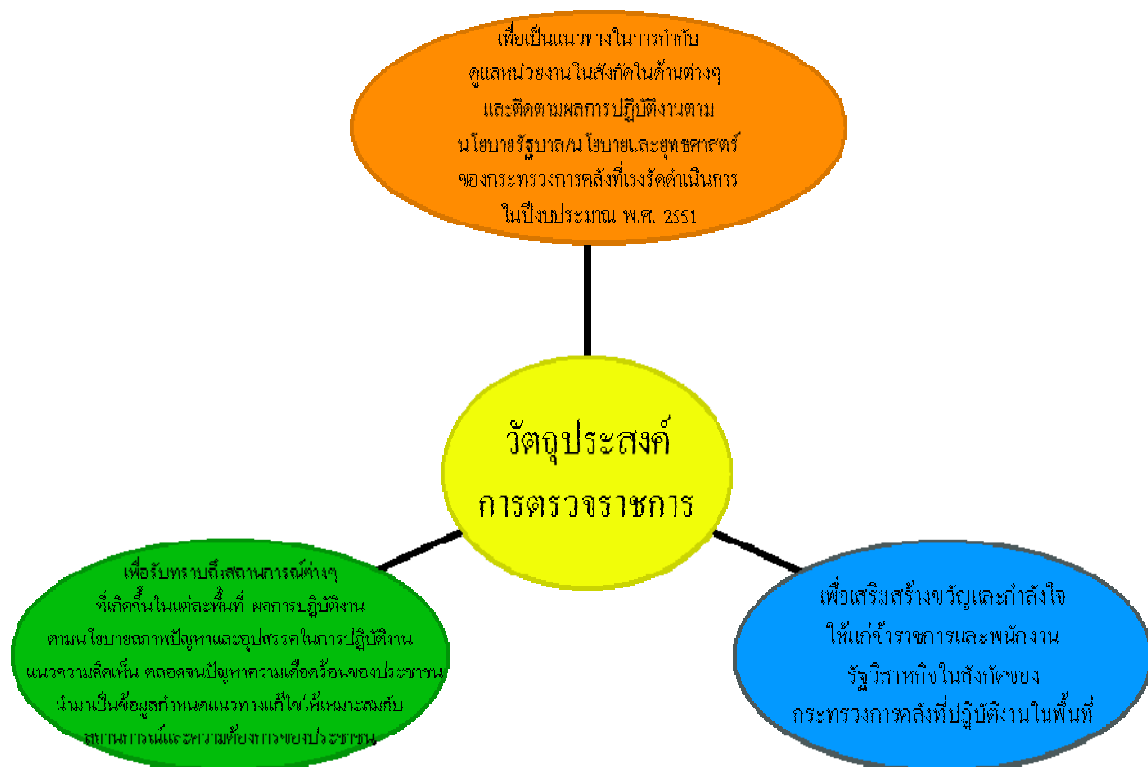 เพื่อเป็นแนวทางในการกำกับ
ดูแลหน่วยงานในสังกัดในด้านต่างๆ
และติดตามผลการปฏิบัติงานตาม
นโยบายรัฐบาล/นโยบายและยุทธศาสตร์
ของกระทรวงการคลังที่เร่งรัดดำเนินการ
ในปีงบประมาณ พ.ศ. 2551
วัตถุประสงค์
การตรวจราชการ
เพื่อรับทราบถึงสถานการณ์ต่างๆ
ที่เกิดขึ้นในแต่ละพื้นที่ ผลการปฏิบัติงาน
ตามนโยบายสภาพปัญหาและอุปสรรคในการปฏิบัติงาน
แนวความคิดเห็น ตลอดจนปัญหาความเดือดร้อนของประชาชน
นำมาเป็นข้อมูลกำหนดแนวทางแก้ไขให้เหมาะสมกับ
สถานการณ์และความต้องการของประชาชน
เพื่อเสริมสร้างขวัญและกำลังใจ
ให้แก่ข้าราชการและพนักงาน
รัฐวิสาหกิจในสังกัดของ
กระทรวงการคลังที่ปฏิบัติงานในพื้นที่